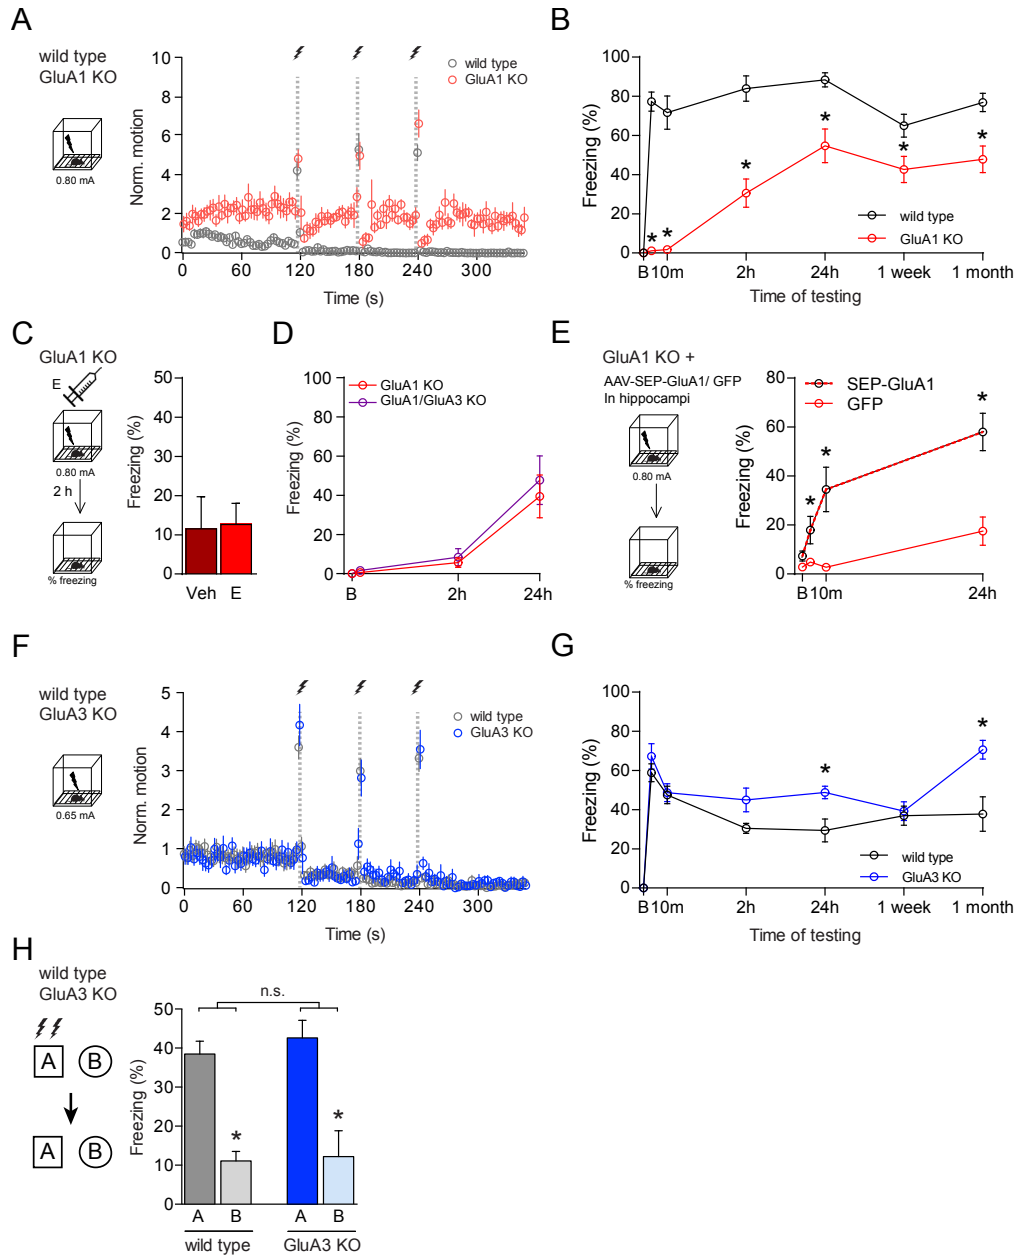 A
wild type
GluA1 KO
0.80 mA
Norm. motion
10
8
6
4
2
0
0 60 120 180 240 300
Time (s)
wild type
GluA1 KO
B
Freezing (%)
100
80
60
40
20
0
* * * * * *
wild type
GluA1 KO
B 10m 2h 24h 1 week 1 month
Time of testing
C
GluA1 KO
E
0.80 mA
2 h
% freezing
Freezing (%)
50
40
30
20
10
0
Veh E
D
Freezing (%)
100
80
60
40
20
0
GluA1 KO
GluA1/GluA3 KO
B 2h 24h
E
GluA1 KO +
AAV-SEP-GluA1/ GFP
In hippocampi
0.80 mA
% freezing
Freezing (%)
80
60
40
20
0
SEP-GluA1
GFP
* * *
B 10m 24h
F
wild type
GluA3 KO
0.65 mA
Norm. motion
5
4
3
2
1
0
0 60 120 180 240 300
Time (s)
wild type
GluA3 KO
G
Freezing (%)
100
80
60
40
20
0
* *
wild type
GluA3 KO
B 10m 2h 24h 1 week 1 month
Time of testing
H
wild type
GluA3 KO
A B
A B
Freezing (%)
50
40
30
20
10
0
n.s.
* *
A B A B
wild type GluA3 KO